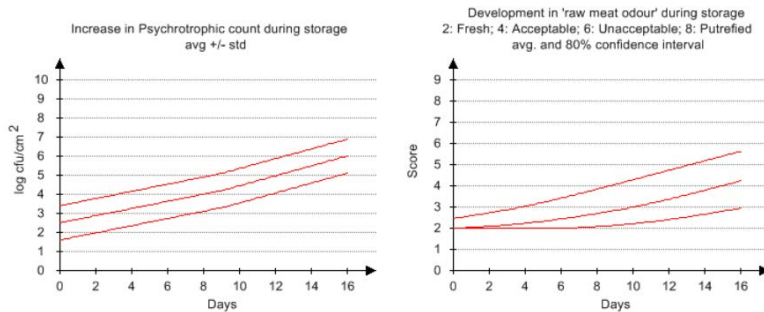 Increase in Psychrotrophic count during storage
avg +/- std
10
9
8
7
6
5
4
3
2
1
0
log cfu/cm²
0 2 4 6 8 10 12 14 16
Days
Development in 'raw meat odour' during storage
2: Fresh; 4: Acceptable; 6: Unacceptable; 8: Putrefied
avg. and 80% confidence interval
9
8
7
6
5
4
3
2
1
0
Score
0 2 4 6 8 10 12 14 16
Days